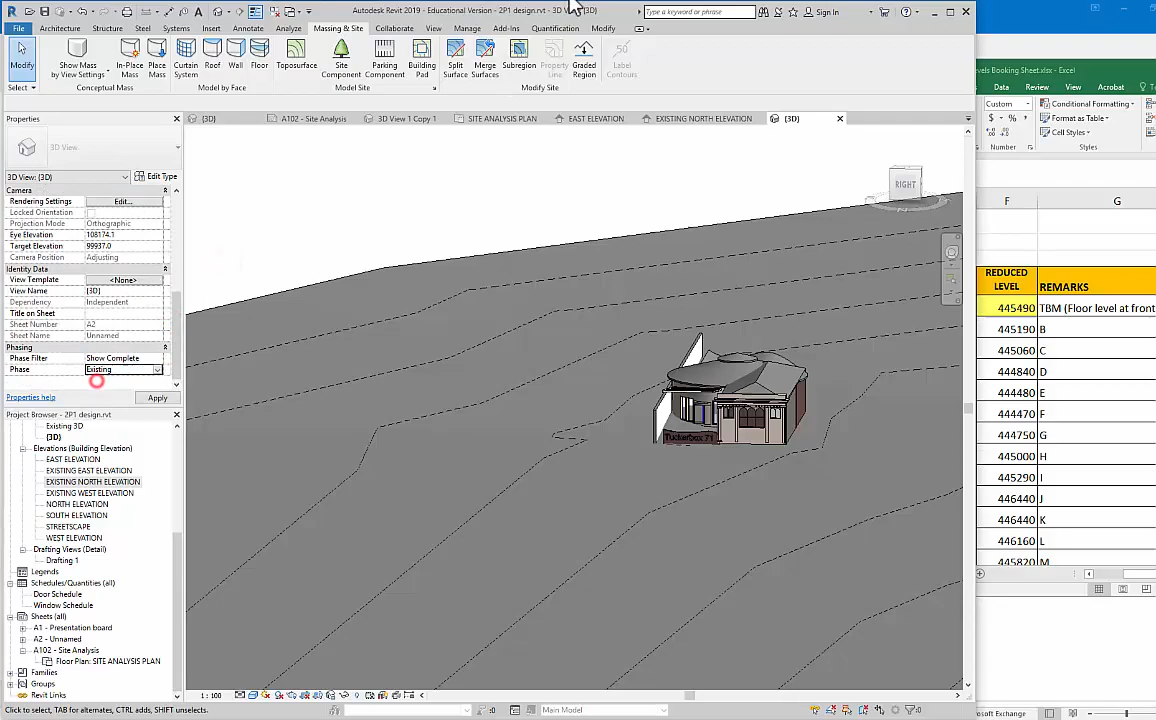 Autodesk Revit 2019 - Educational Version - 2P1 design.rvt - 3D View: {3D}
Type a keyword or phrase
Sign In
File
Architecture
Structure
Steel
Systems
Insert
Annotate
Analyze
Massing & Site
Collaborate
View
Manage
Add-Ins
Quantification
Modify
Modify
Show Mass
by View Settings
In-Place
Mass
Place
Mass
Curtain
System
Roof
Wall
Floor
Toposurface
Site
Component
Parking
Component
Building
Pad
Split
Surface
Merge
Surfaces
Subregion
Property
Line
Graded
Region
Label
Contours
Select
Conceptual Mass
Model by Face
Model Site
Modify Site
Properties
{3D}
A102 - Site Analysis
3D View 1 Copy 1
SITE ANALYSIS PLAN
EAST ELEVATION
EXISTING NORTH ELEVATION
{3D}
3D View
3D View: {3D}
Edit Type
Camera
Rendering Settings
Edit...
Locked Orientation
Projection Mode
Orthographic
Eye Elevation
108174.1
Target Elevation
99937.0
Camera Position
Adjusting
Identity Data
View Template
<None>
View Name
{3D}
Dependency
Independent
Title on Sheet
Sheet Number
A2
Sheet Name
Unnamed
Phasing
Phase Filter
Show Complete
Phase
Existing
Properties help
Apply
Project Browser - 2P1 design.rvt
Existing 3D
{3D}
Elevations (Building Elevation)
EAST ELEVATION
EXISTING EAST ELEVATION
EXISTING NORTH ELEVATION
EXISTING WEST ELEVATION
NORTH ELEVATION
SOUTH ELEVATION
STREETSCAPE
WEST ELEVATION
Drafting Views (Detail)
Drafting 1
Legends
Schedules/Quantities (all)
Door Schedule
Window Schedule
Sheets (all)
A1 - Presentation board
A2 - Unnamed
A102 - Site Analysis
Floor Plan: SITE ANALYSIS PLAN
Families
Groups
Revit Links
RIGHT
Tuckerbox 71
1 : 100
Click to select, TAB for alternates, CTRL adds, SHIFT unselects.
:0
Main Model
:0
evels Booking Sheet.xlsx - Excel
Data
Review
View
Acrobat
Custom
Conditional Formatting
$
%
Format as Table
Cell Styles
Number
Styles
F
G
REDUCED
LEVEL
REMARKS
445490 TBM (Floor level at front
445190 B
445060 C
444840 D
444480 E
444470 F
444750 G
445000 H
445290 I
446440 J
446440 K
446160 L
445820 M
osoft Exchange